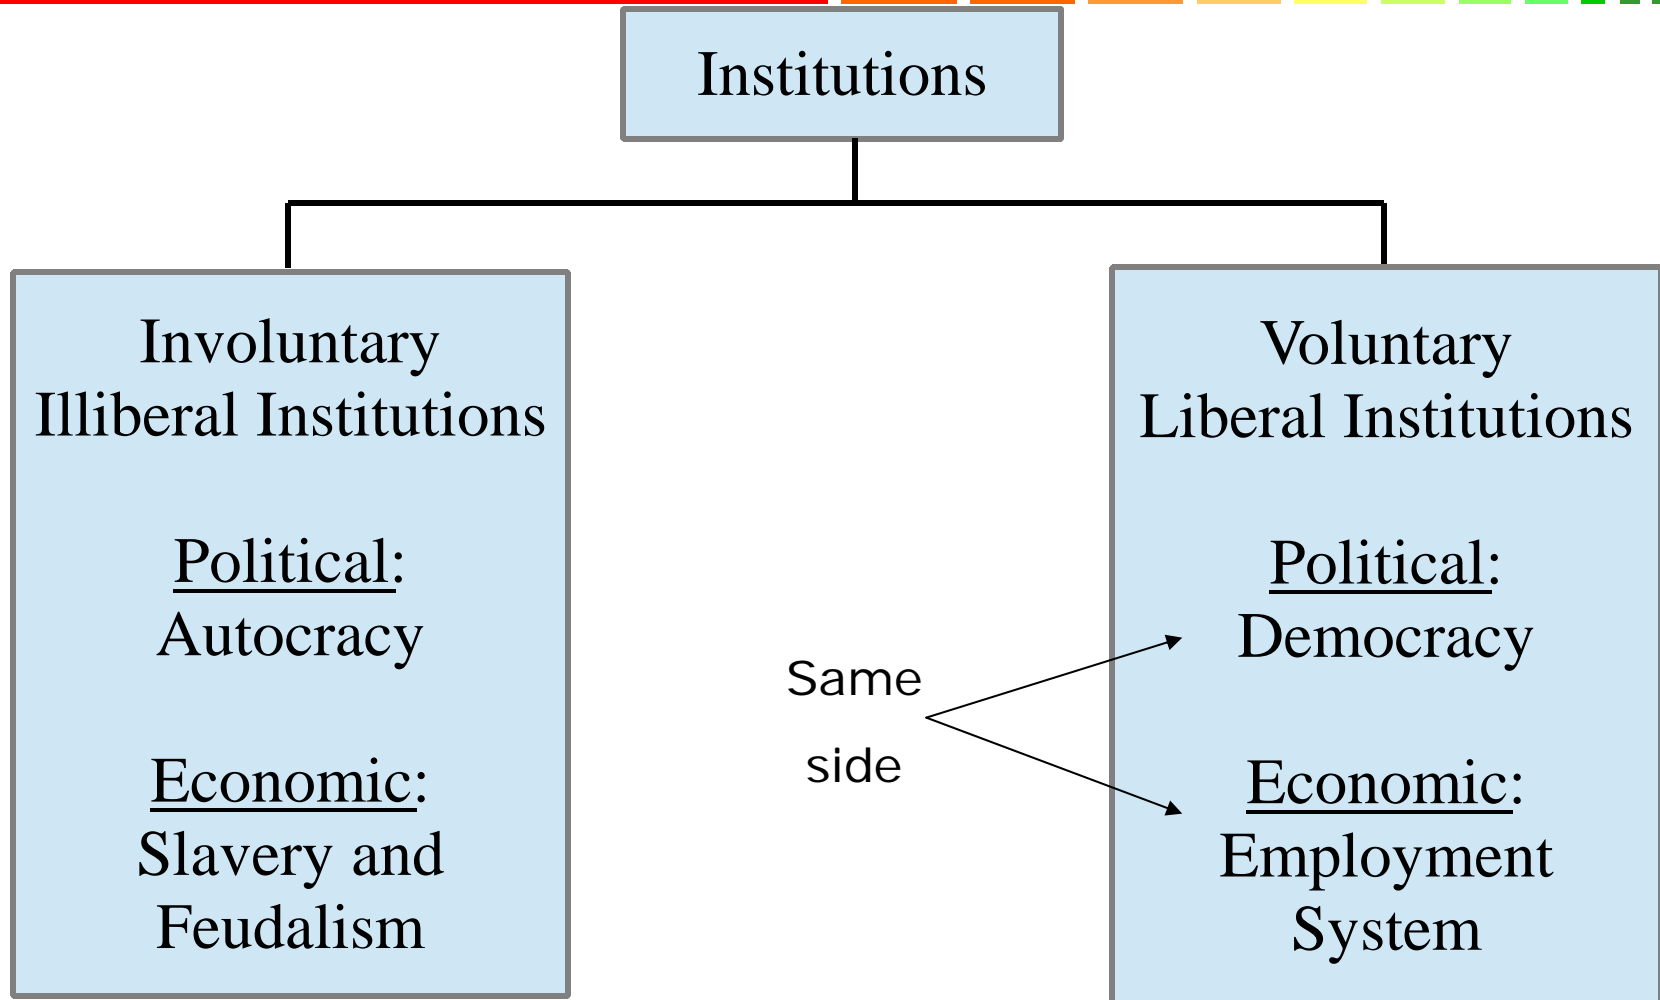 Institutions
Involuntary
Illiberal Institutions
Political:
Autocracy
Economic:
Slavery and
Feudalism
Same
side
Voluntary
Liberal Institutions
Political:
Democracy
Economic:
Employment
System